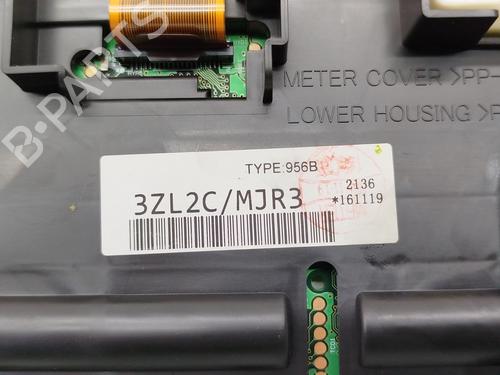 B-PARTS
METER COVER >PP-
LOWER HOUSING >P
TYPE:956B
3ZL2C/MJR3
2136
*161119